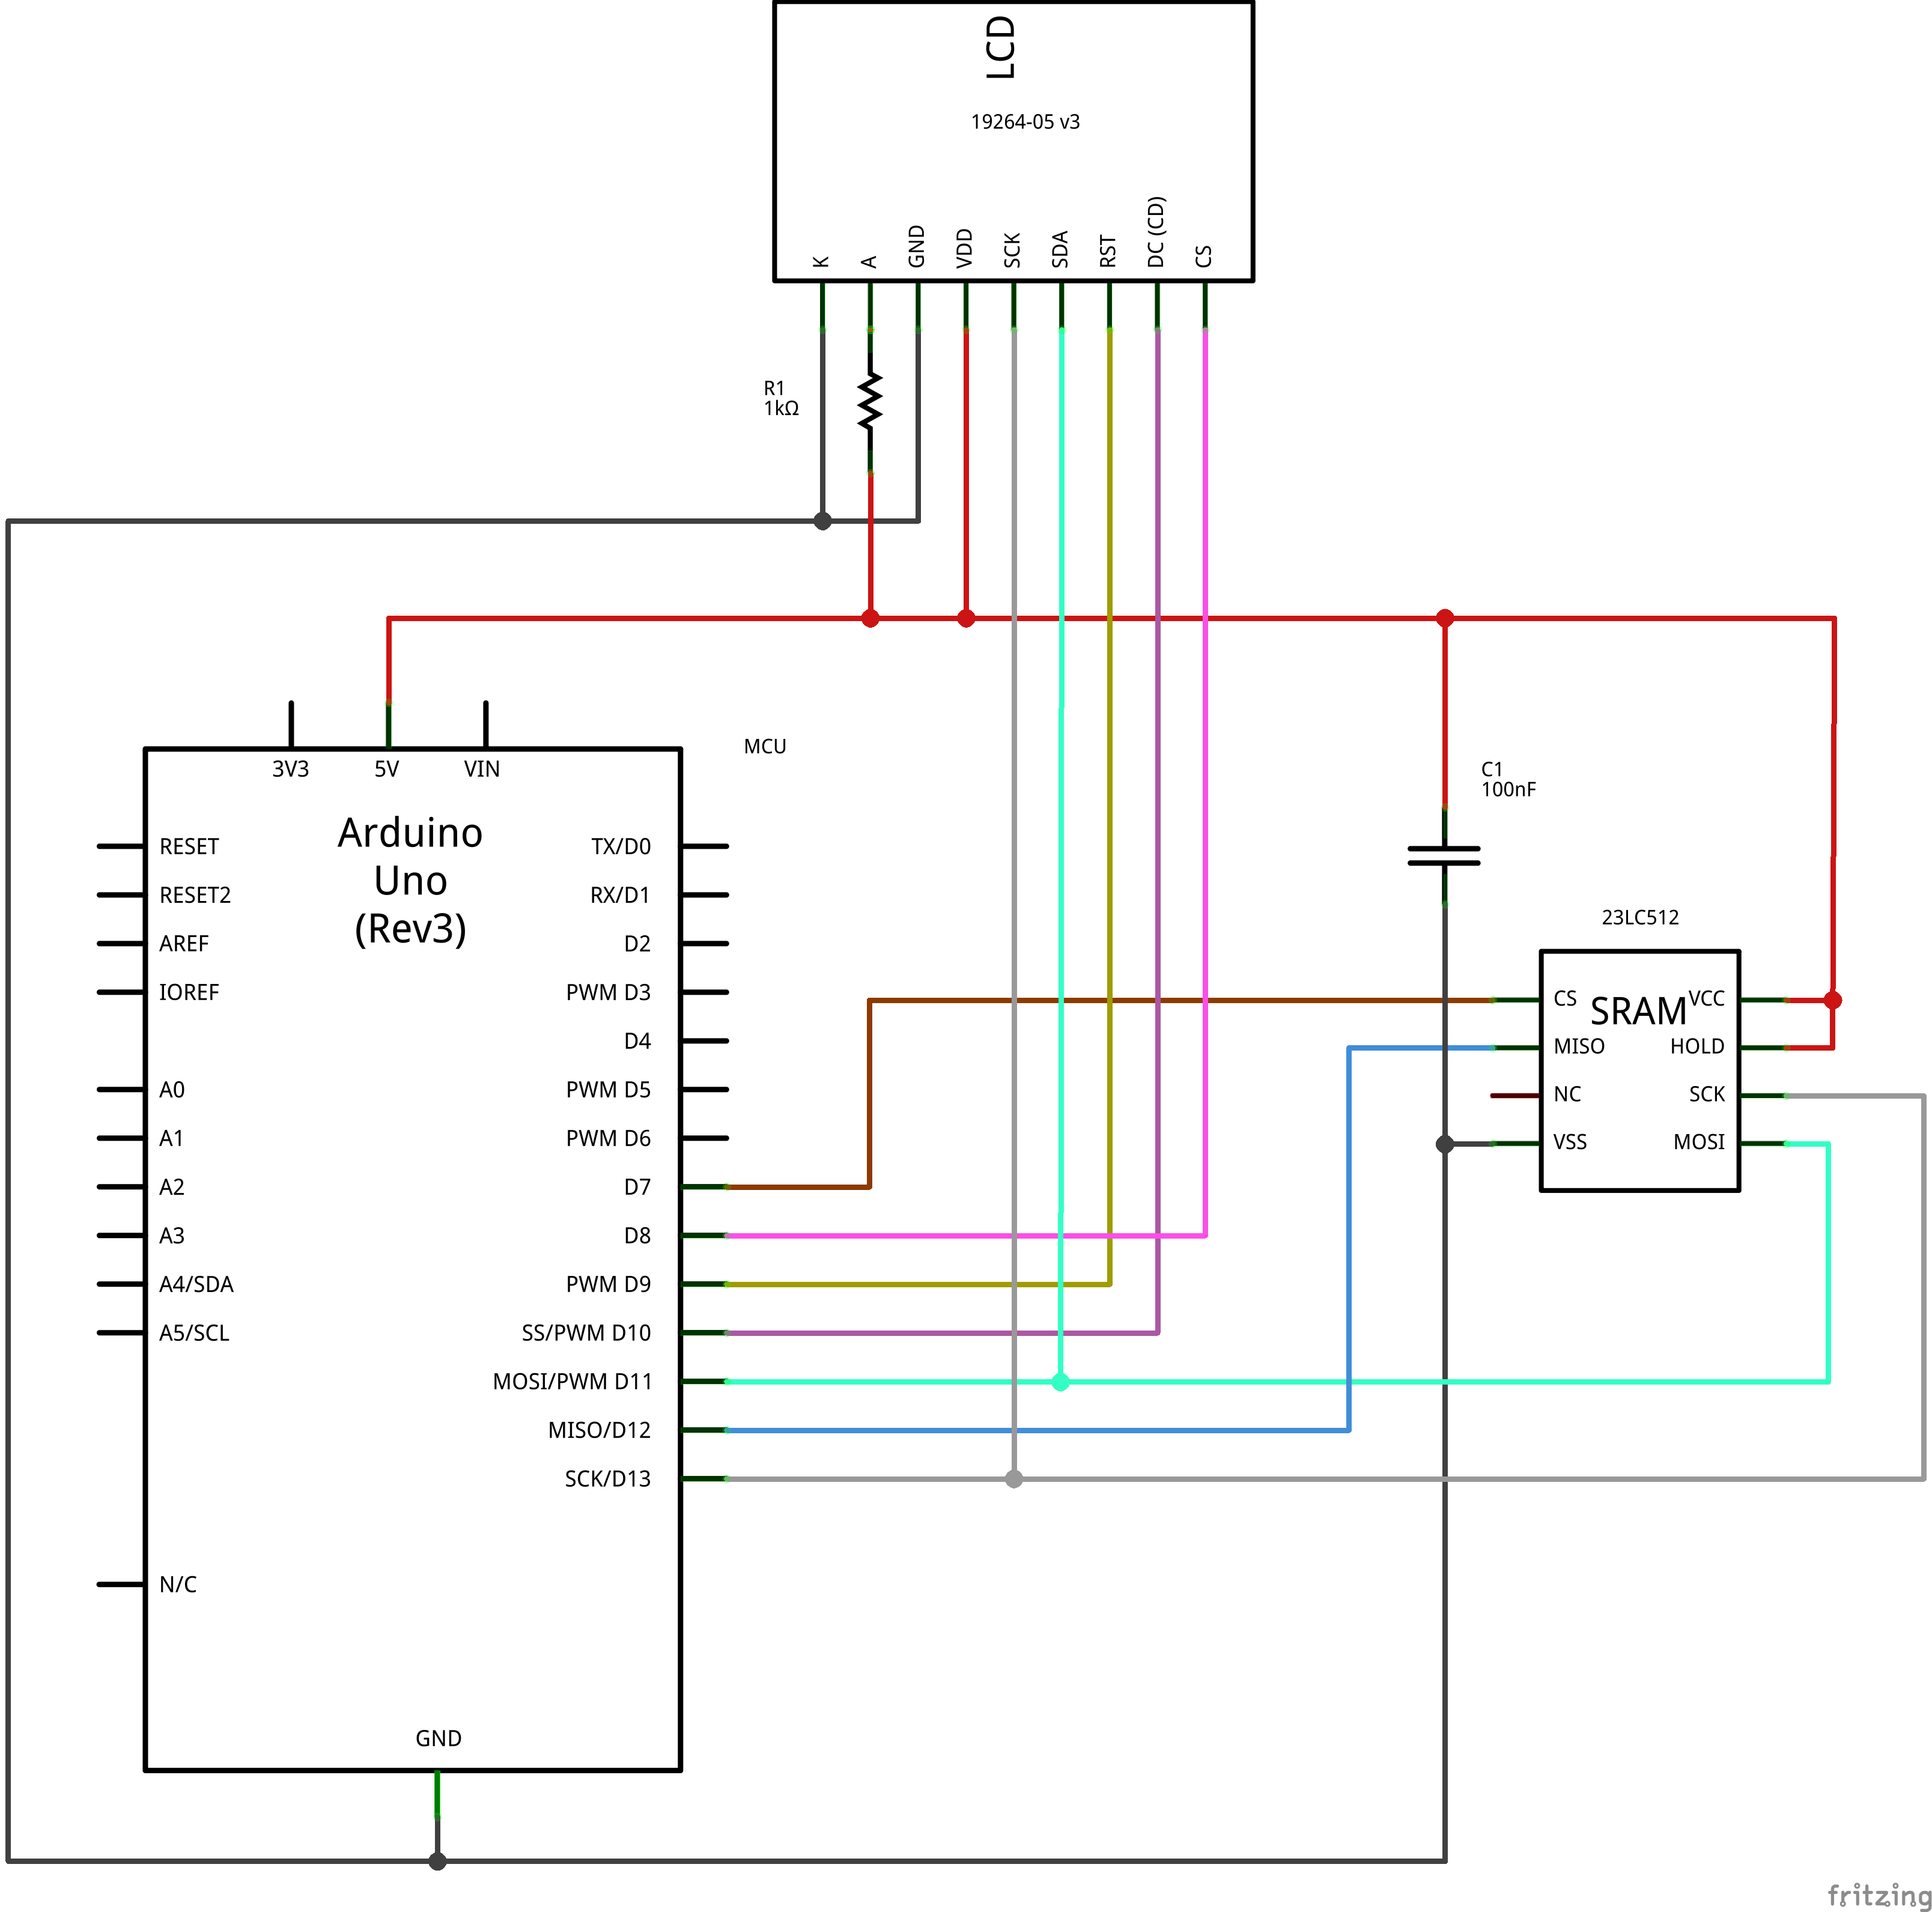 LCD
19264-05 v3
K
A
GND
VDD
SCK
SDA
RST
DC (CD)
CS
R1
1kΩ
MCU
3V3
5V
VIN
Arduino
Uno
(Rev3)
RESET
RESET2
AREF
IOREF
A0
A1
A2
A3
A4/SDA
A5/SCL
N/C
TX/D0
RX/D1
D2
PWM D3
D4
PWM D5
PWM D6
D7
D8
PWM D9
SS/PWM D10
MOSI/PWM D11
MISO/D12
SCK/D13
GND
C1
100nF
23LC512
SRAM
CS
MISO
NC
VSS
VCC
HOLD
SCK
MOSI
fritzing